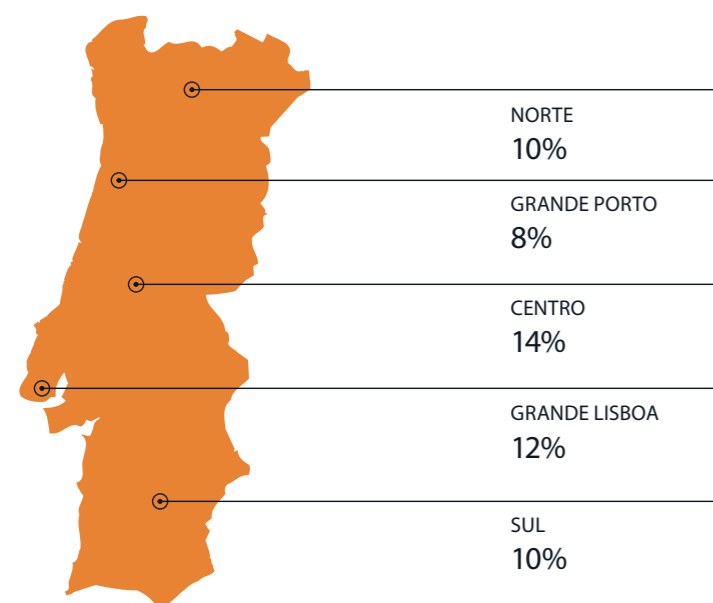 NORTE
10%
GRANDE PORTO
8%
CENTRO
14%
GRANDE LISBOA
12%
SUL
10%